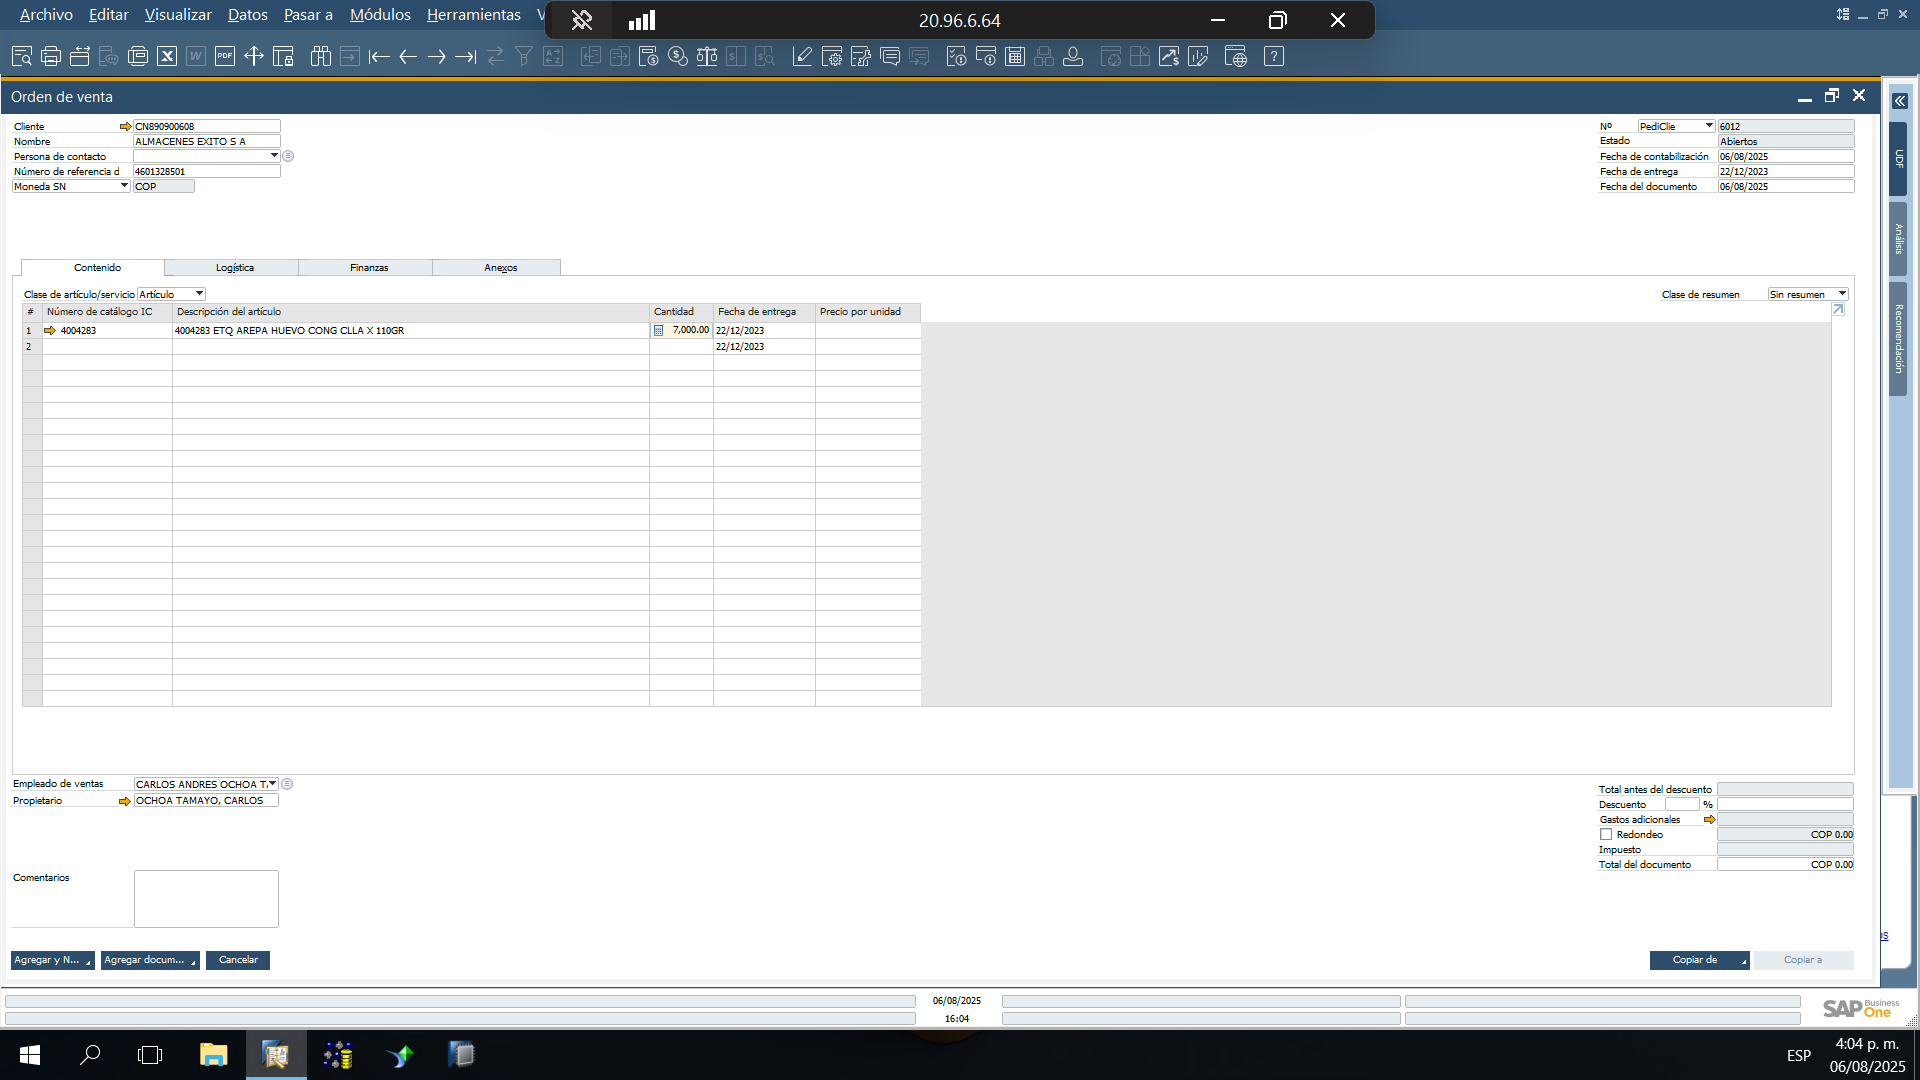 Archivo Editar Visualizar Datos Pasar a Módulos Herramientas V
20.96.6.64
Orden de venta
Cliente CN890900608
Nombre ALMACENES EXITO S A
Persona de contacto
Número de referencia d 4601328501
Moneda SN COP
Nº PediClie 6012
Estado Abiertos
Fecha de contabilización 06/08/2025
Fecha de entrega 22/12/2023
Fecha del documento 06/08/2025
UDF
Análisis
Recomendación
Contenido Logística Finanzas Anexos
Clase de artículo/servicio Artículo
Clase de resumen Sin resumen
# Número de catálogo IC Descripción del artículo Cantidad Fecha de entrega Precio por unidad
1 4004283 4004283 ETQ AREPA HUEVO CONG CLLA X 110GR 7,000.00 22/12/2023
2 22/12/2023
Empleado de ventas CARLOS ANDRES OCHOA T.
Propietario OCHOA TAMAYO, CARLOS
Total antes del descuento
Descuento %
Gastos adicionales
Redondeo COP 0.00
Impuesto
Total del documento COP 0.00
Comentarios
Agregar y N... Agregar docum... Cancelar
Copiar de Copiar a
os
06/08/2025
16:04
SAP Business One
ESP
4:04 p. m.
06/08/2025